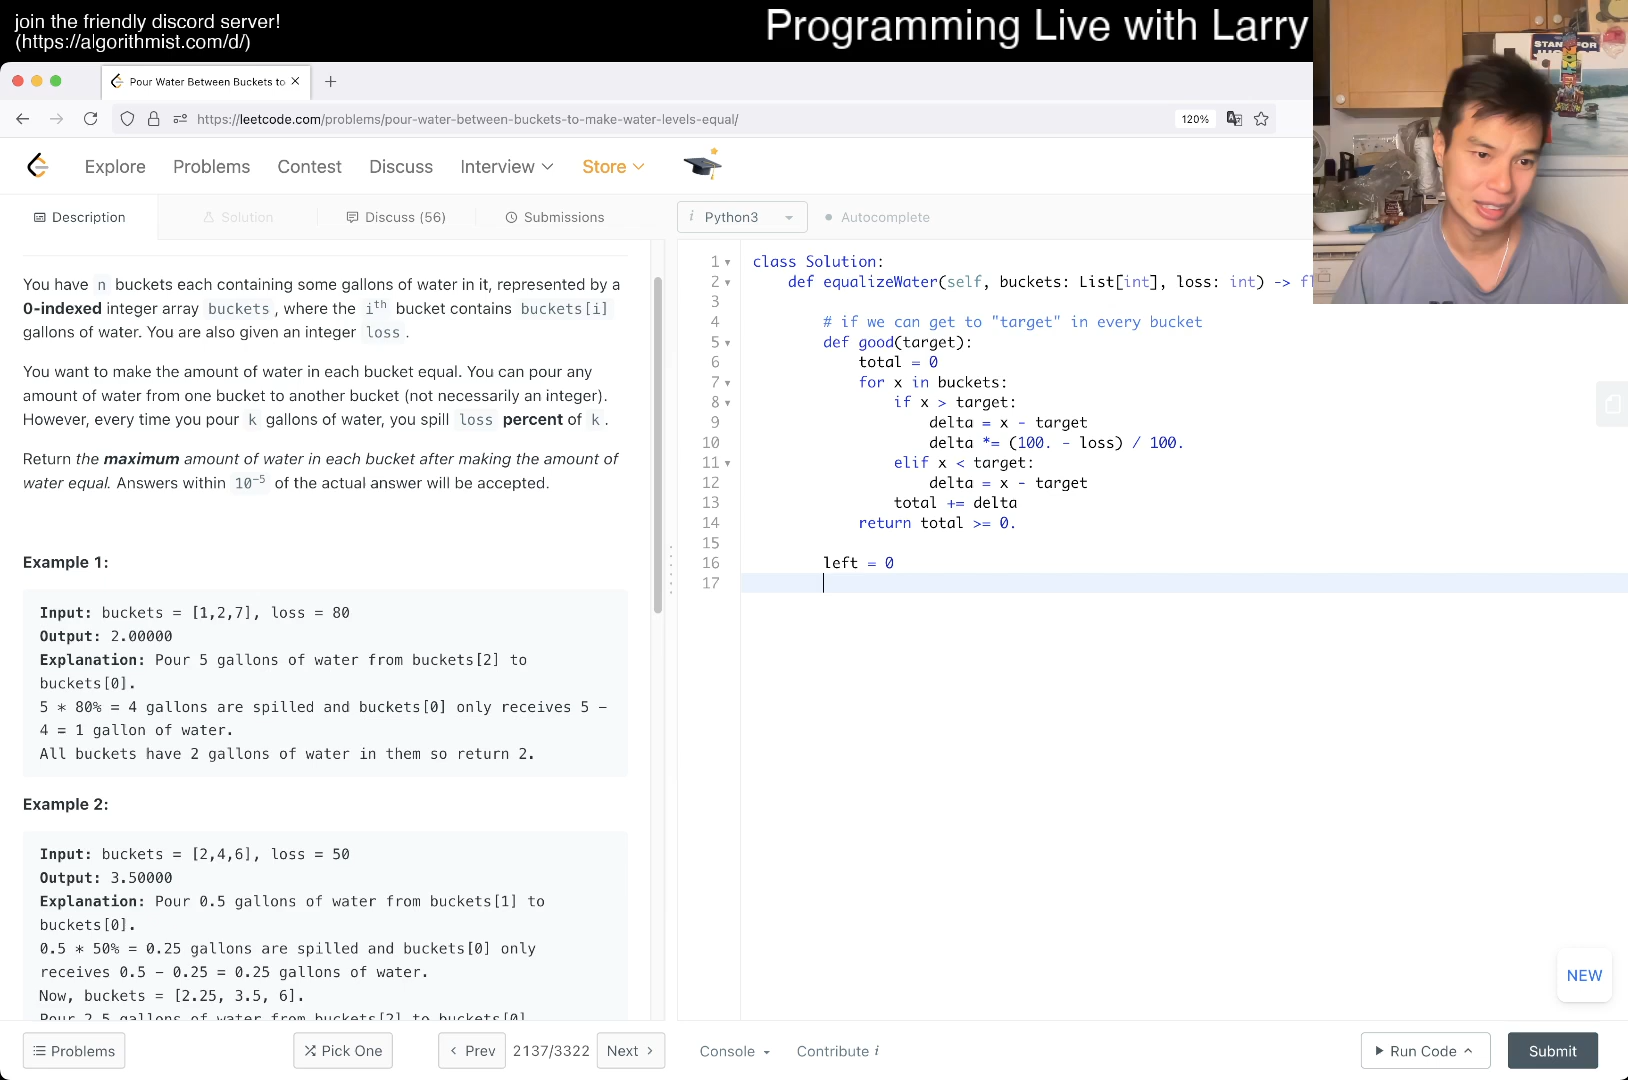 join the friendly discord server!
(https://algorithmist.com/d/)
Programming Live with Larry
Pour Water Between Buckets to
https://leetcode.com/problems/pour-water-between-buckets-to-make-water-levels-equal/
120%
Explore Problems Contest Discuss Interview Store
Description Solution Discuss (56) Submissions
i Python3 Autocomplete
You have n buckets each containing some gallons of water in it, represented by a
0-indexed integer array buckets , where the ith bucket contains buckets[i]
gallons of water. You are also given an integer loss .
You want to make the amount of water in each bucket equal. You can pour any
amount of water from one bucket to another bucket (not necessarily an integer).
However, every time you pour k gallons of water, you spill loss percent of k .
Return the maximum amount of water in each bucket after making the amount of
water equal. Answers within 10−5 of the actual answer will be accepted.
Example 1:
Input: buckets = [1,2,7], loss = 80
Output: 2.00000
Explanation: Pour 5 gallons of water from buckets[2] to
buckets[0].
5 * 80% = 4 gallons are spilled and buckets[0] only receives 5 −
4 = 1 gallon of water.
All buckets have 2 gallons of water in them so return 2.
Example 2:
Input: buckets = [2,4,6], loss = 50
Output: 3.50000
Explanation: Pour 0.5 gallons of water from buckets[1] to
buckets[0].
0.5 * 50% = 0.25 gallons are spilled and buckets[0] only
receives 0.5 − 0.25 = 0.25 gallons of water.
Now, buckets = [2.25, 3.5, 6].
Pour 2.5 gallons of water from buckets[2] to buckets[0]
1 class Solution:
2 def equalizeWater(self, buckets: List[int], loss: int) -> fl
3
4 # if we can get to "target" in every bucket
5 def good(target):
6 total = 0
7 for x in buckets:
8 if x > target:
9 delta = x - target
10 delta *= (100. - loss) / 100.
11 elif x < target:
12 delta = x - target
13 total += delta
14 return total >= 0.
15
16 left = 0
17
NEW
Problems Pick One Prev 2137/3322 Next Console Contribute i Run Code Submit